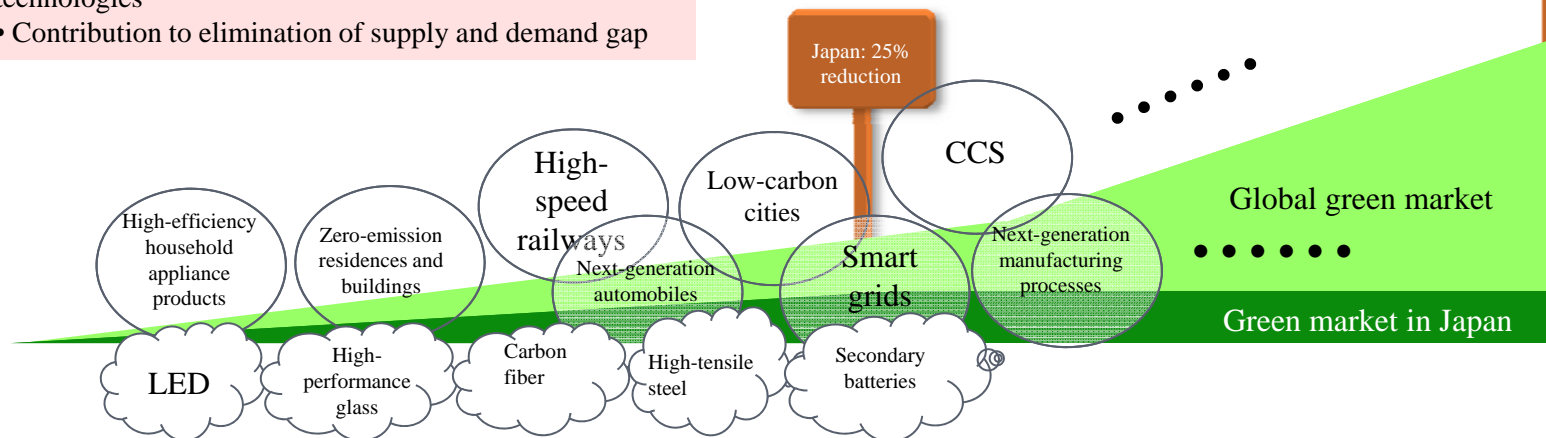 technologies
• Contribution to elimination of supply and demand gap
Japan: 25%
reduction
CCS
High-
speed
railways
Low-carbon
cities
High-efficiency
household
appliance
products
Zero-emission
residences and
buildings
Next-generation
automobiles
Smart
grids
Next-generation
manufacturing
processes
Global green market
Green market in Japan
LED
High-
performance
glass
Carbon
fiber
High-tensile
steel
Secondary
batteries